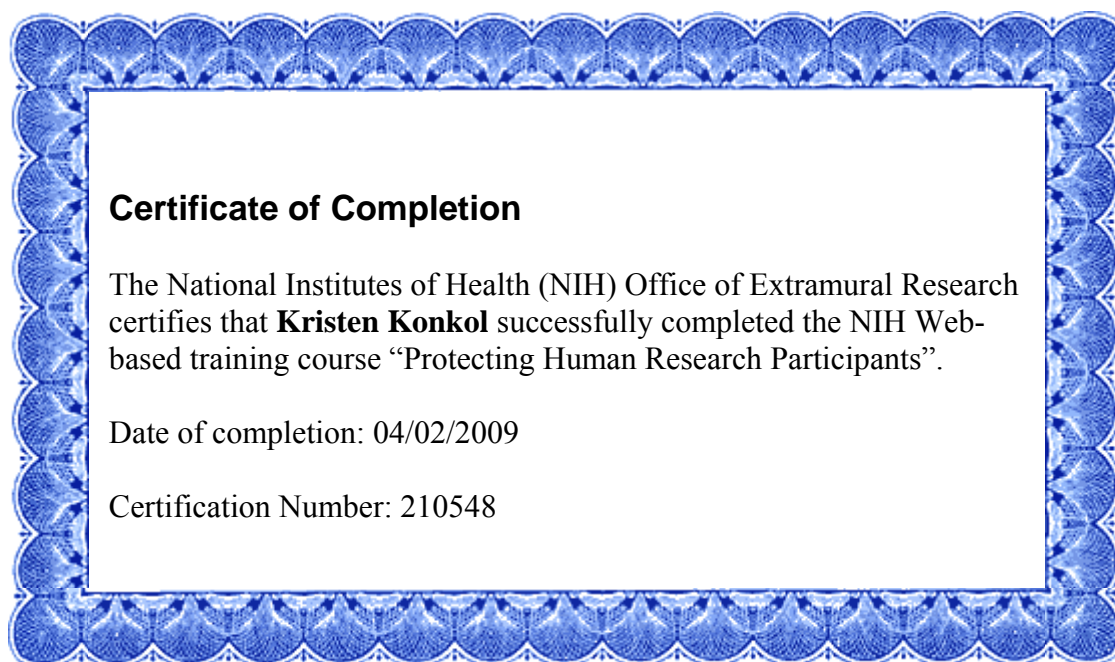 Certificate of Completion
The National Institutes of Health (NIH) Office of Extramural Research
certifies that Kristen Konkol successfully completed the NIH Web-
based training course “Protecting Human Research Participants”.
Date of completion: 04/02/2009
Certification Number: 210548